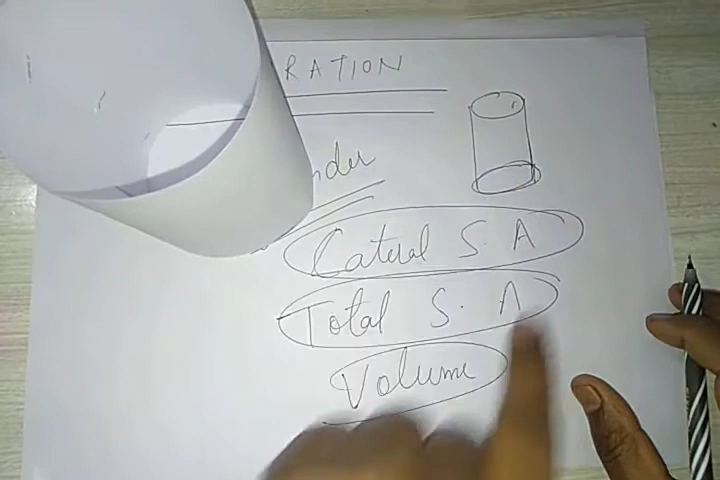 RATION
nder
Lateral S.A
Total S.A
Volume